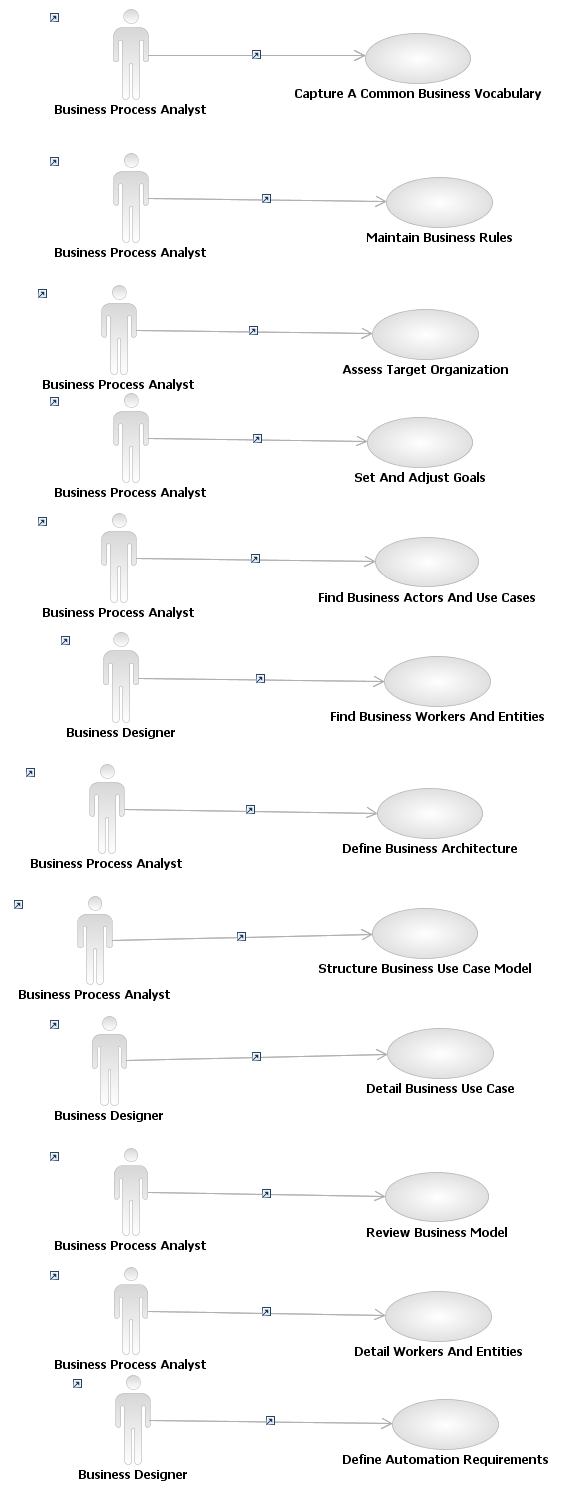 Business Process Analyst
Capture A Common Business Vocabulary
Business Process Analyst
Maintain Business Rules
Business Process Analyst
Assess Target Organization
Business Process Analyst
Set And Adjust Goals
Business Process Analyst
Find Business Actors And Use Cases
Business Designer
Find Business Workers And Entities
Business Process Analyst
Define Business Architecture
Business Process Analyst
Structure Business Use Case Model
Business Designer
Detail Business Use Case
Business Process Analyst
Review Business Model
Business Process Analyst
Detail Workers And Entities
Business Designer
Define Automation Requirements